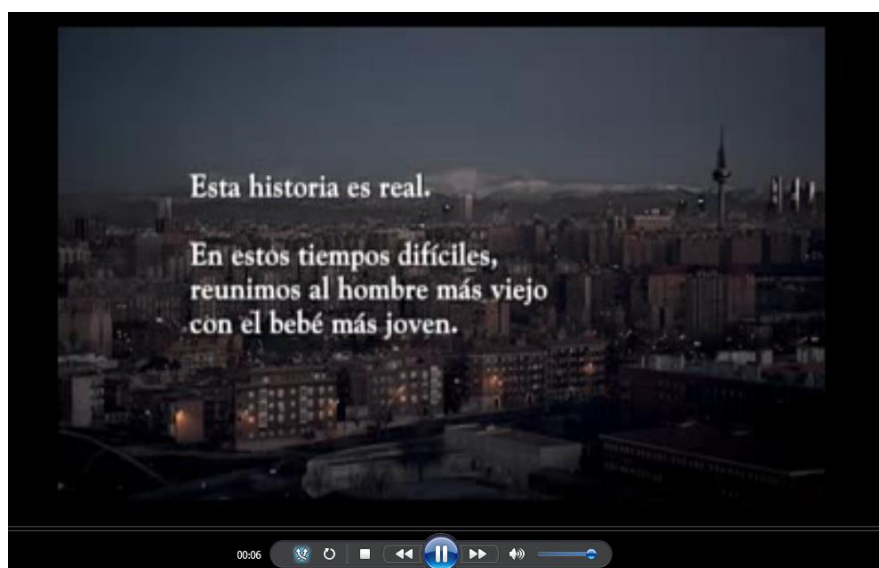 Esta historia es real.
En estos tiempos difíciles,
reunimos al hombre más viejo
con el bebé más joven.
00:06